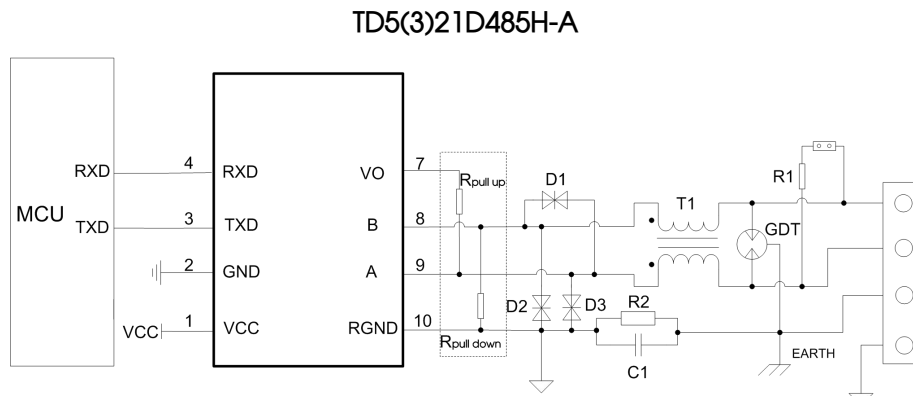 TD5(3)21D485H-A
RXD 4 RXD VO 7
Rpull up
D1
R1
T1
MCU
TXD 3 TXD B 8
GDT
2 GND A 9
D2 D3 R2
VCC 1 VCC RGND 10
Rpull down
C1
EARTH